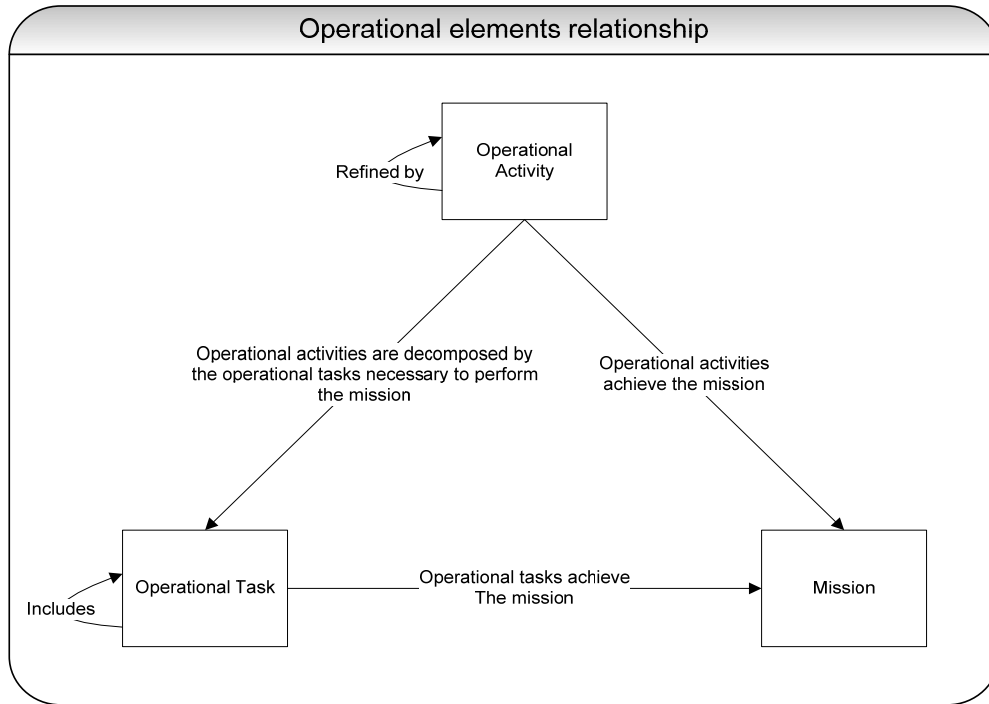 Operational elements relationship
Operational
Activity
Refined by
Operational activities are decomposed by
the operational tasks necessary to perform
the mission
Operational activities
achieve the mission
Operational Task
Includes
Operational tasks achieve
The mission
Mission